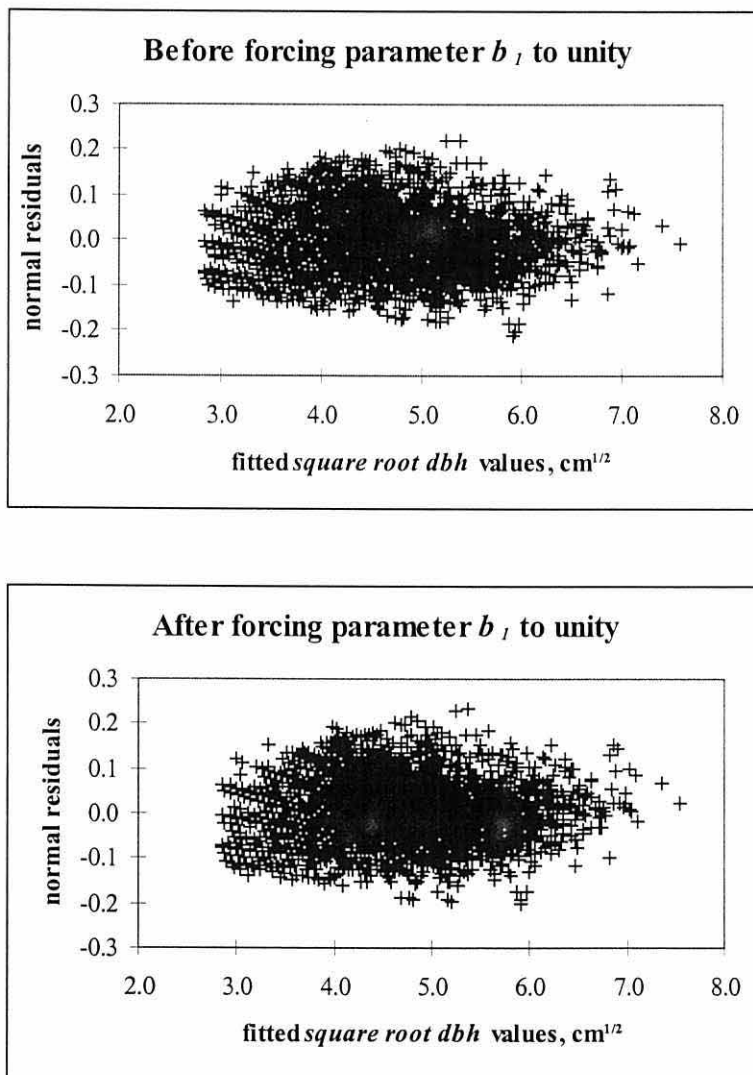 Before forcing parameter b1 to unity
0.3
0.2
0.1
0.0
-0.1
-0.2
-0.3
normal residuals
2.0 3.0 4.0 5.0 6.0 7.0 8.0
fitted square root dbh values, cm^1/2
After forcing parameter b1 to unity
0.3
0.2
0.1
0.0
-0.1
-0.2
-0.3
normal residuals
2.0 3.0 4.0 5.0 6.0 7.0 8.0
fitted square root dbh values, cm^1/2